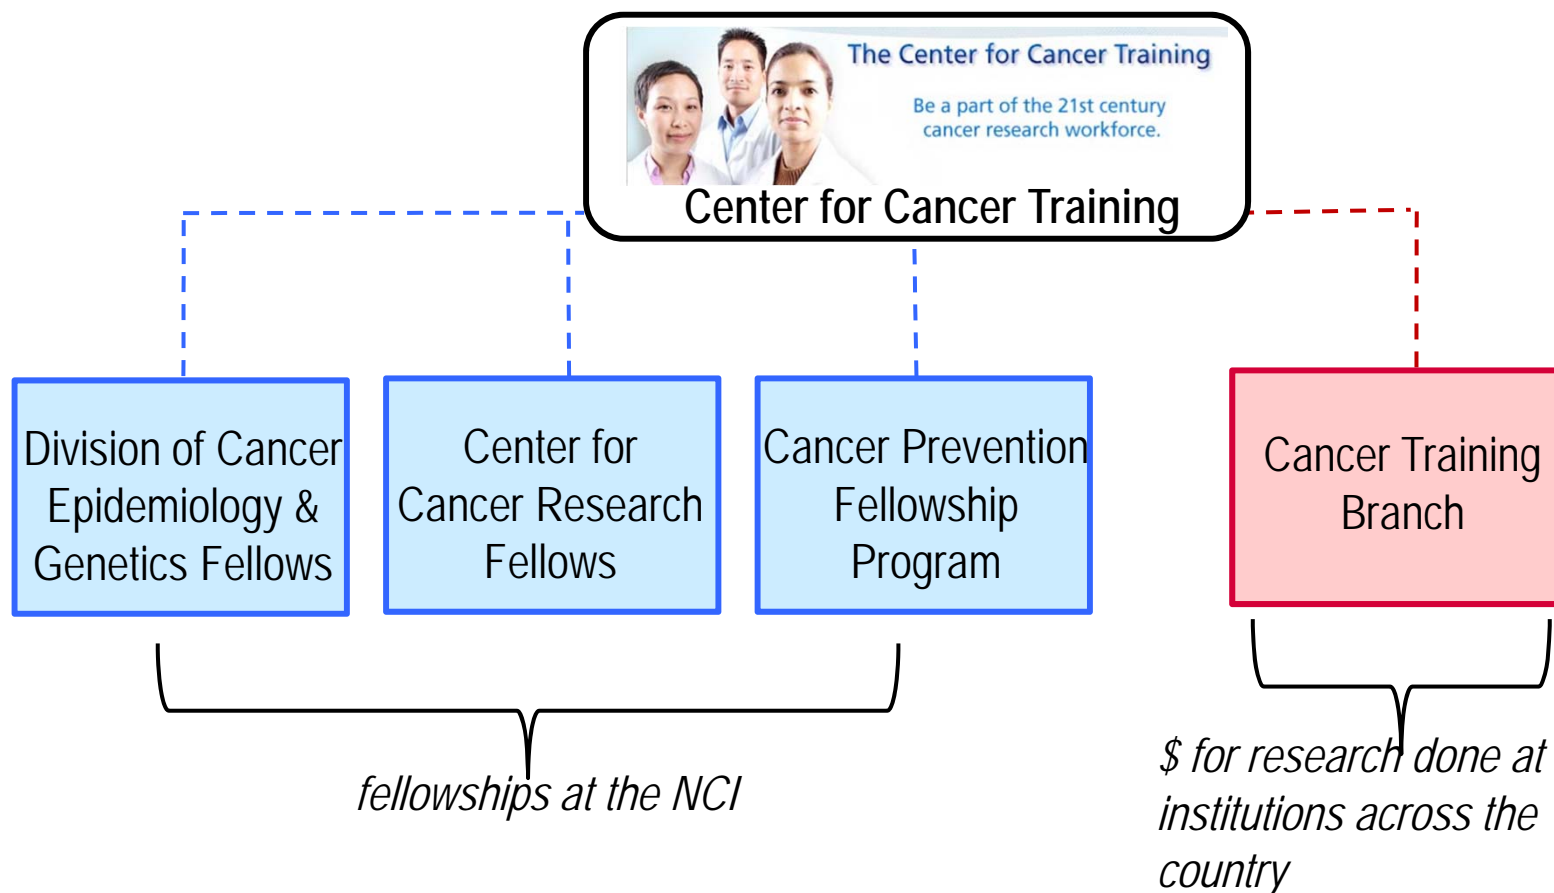 The Center for Cancer Training
Be a part of the 21st century
cancer research workforce.
Center for Cancer Training
Division of Cancer
Epidemiology &
Genetics Fellows
Center for
Cancer Research
Fellows
Cancer Prevention
Fellowship
Program
Cancer Training
Branch
fellowships at the NCI
$ for research done at
institutions across the
country